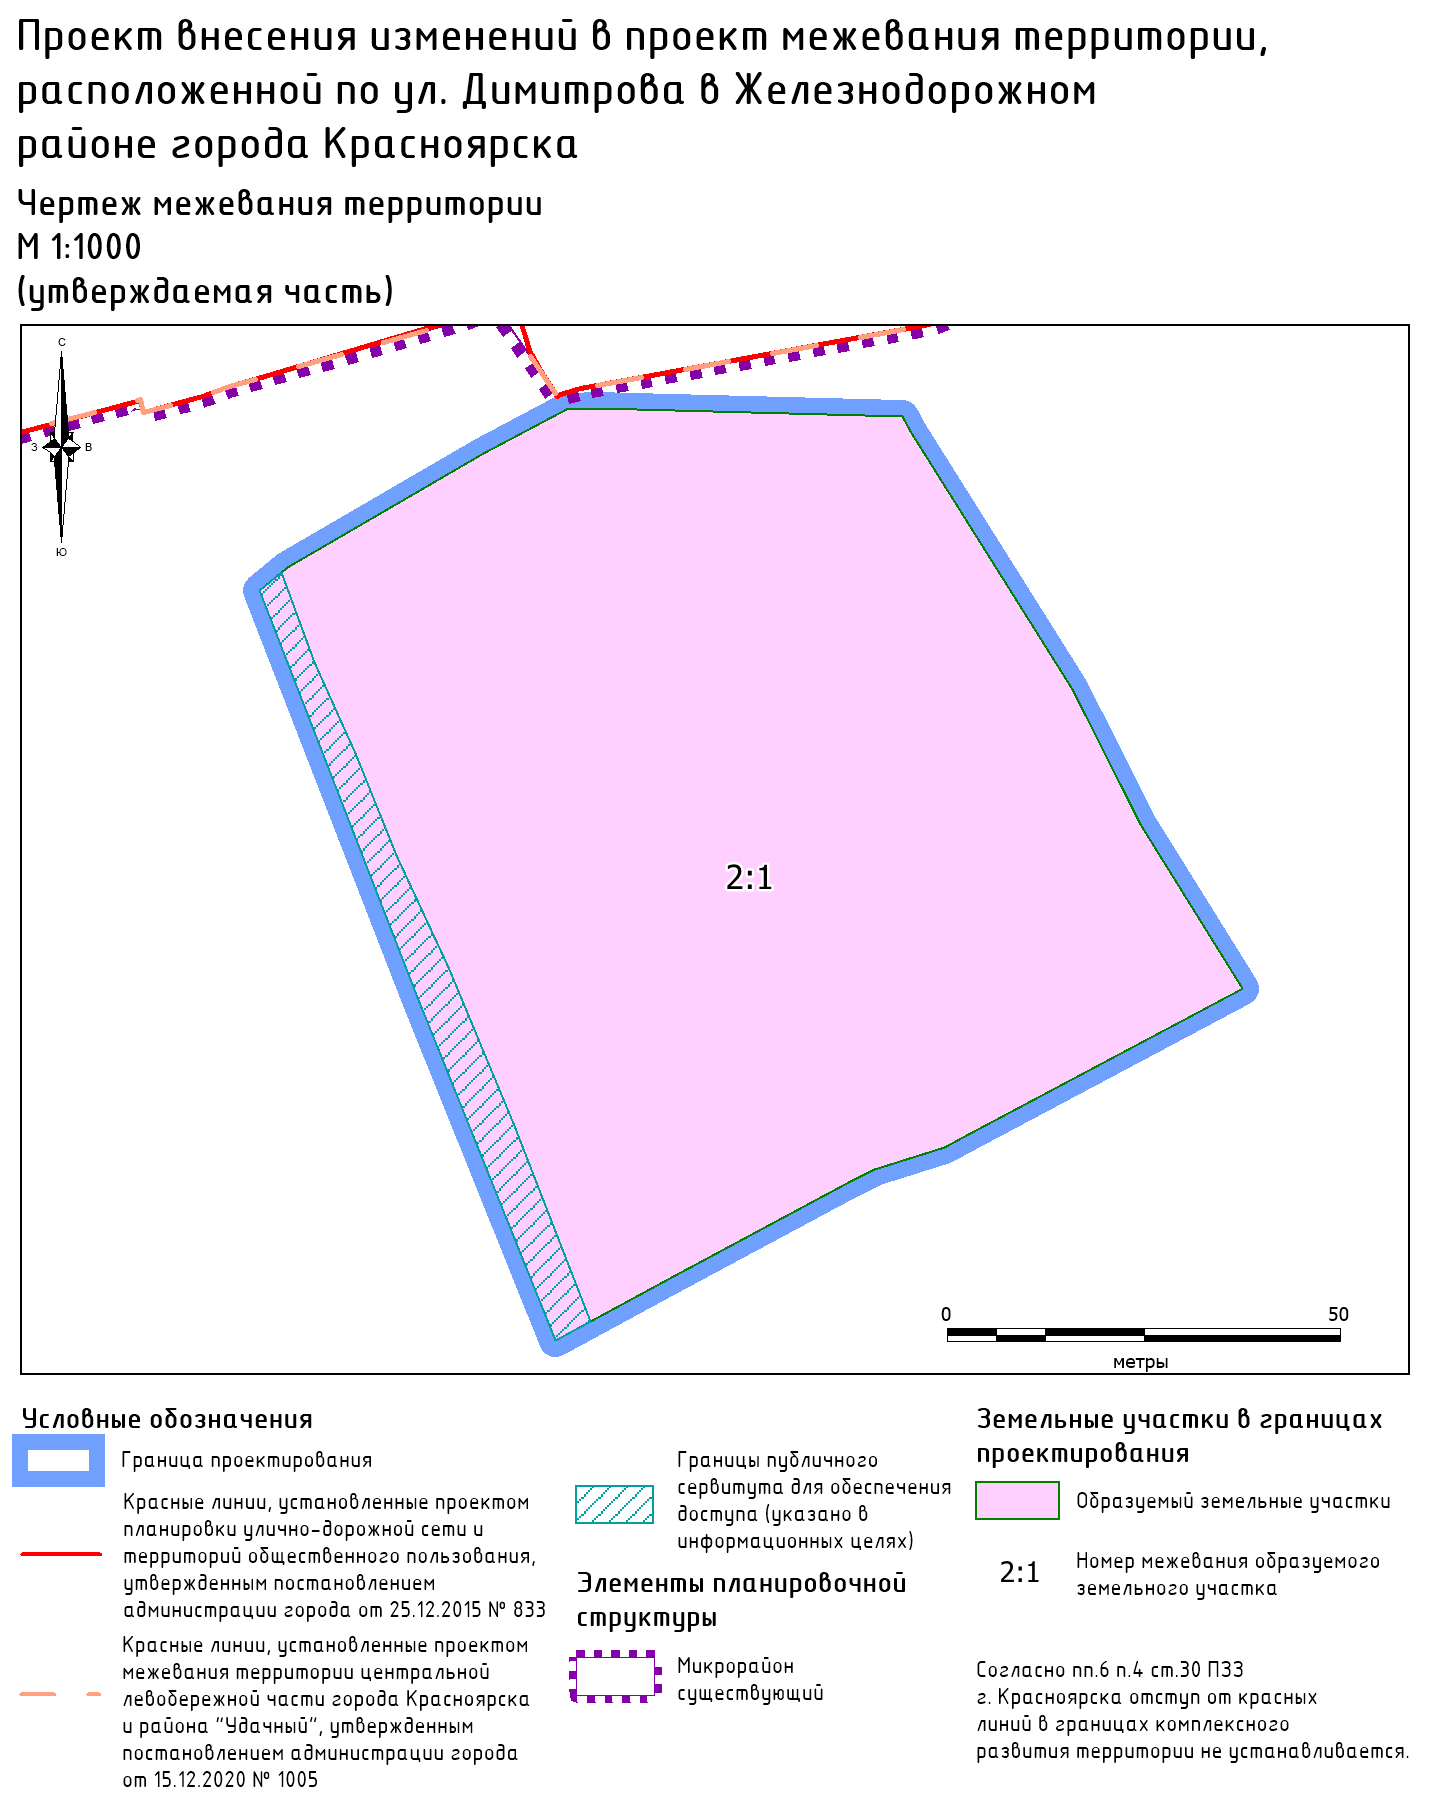 Проект внесения изменений в проект межевания территории,
расположенной по ул. Димитрова в Железнодорожном
районе города Красноярска
Чертеж межевания территории
М 1:1000
(утверждаемая часть)
С
З
В
Ю
2:1
0
50
метры
Условные обозначения
Граница проектирования
Красные линии, установленные проектом
планировки улично-дорожной сети и
территорий общественного пользования,
утвержденным постановлением
администрации города от 25.12.2015 № 833
Красные линии, установленные проектом
межевания территории центральной
левобережной части города Красноярска
и района "Удачный", утвержденным
постановлением администрации города
от 15.12.2020 № 1005
Границы публичного
сервитута для обеспечения
доступа (указано в
информационных целях)
Элементы планировочной
структуры
Микрорайон
существующий
Земельные участки в границах
проектирования
Образуемый земельные участки
2:1
Номер межевания образуемого
земельного участка
Согласно пп.6 п.4 ст.30 ПЗЗ
г. Красноярска отступ от красных
линий в границах комплексного
развития территории не устанавливается.